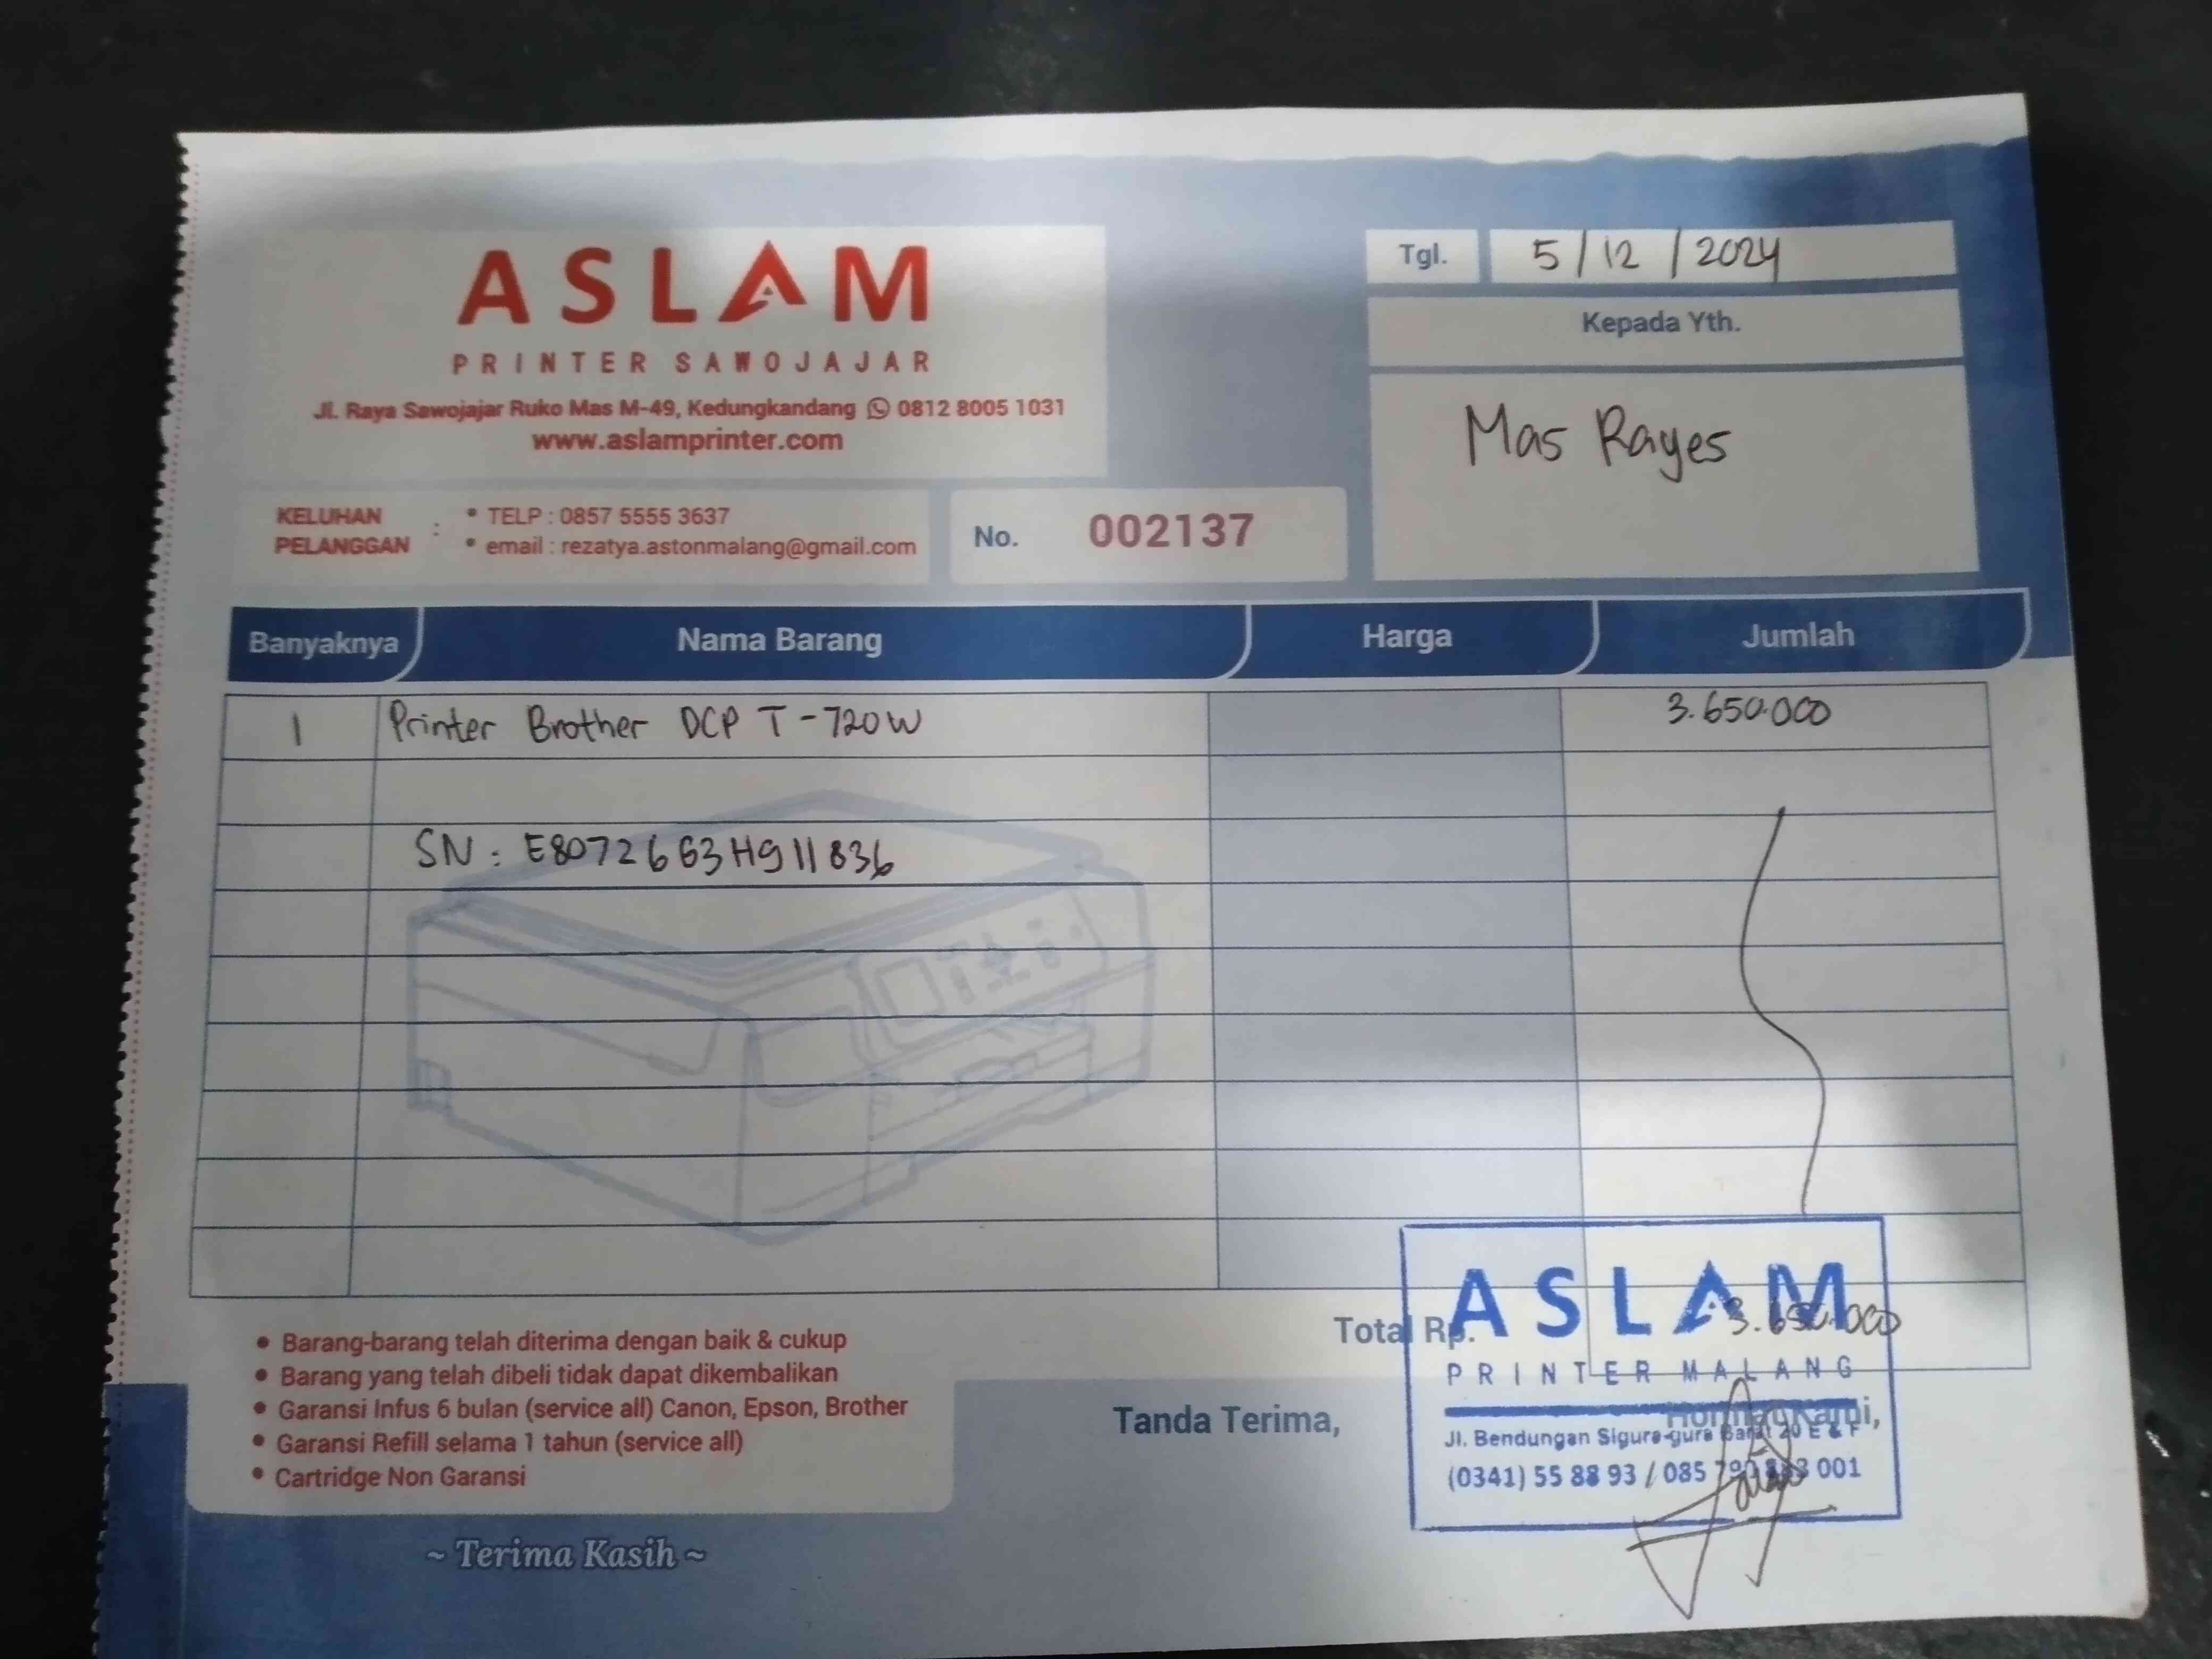 ASLAM
PRINTER SAWOJAJAR
Jl. Raya Sawojajar Ruko Mas M-49, Kedungkandang 0812 8005 1031
www.aslamprinter.com
Tgl. 5/12/2024
Kepada Yth.
Mas Rayes
KELUHAN PELANGGAN :
• TELP : 0857 5555 3637
• email : rezatya.astonmalang@gmail.com
No. 002137
Banyaknya Nama Barang Harga Jumlah
1 Printer Brother DCP T-720W 3.650.000
SN : E8072663H911836
Total Rp. 3.650.000
• Barang-barang telah diterima dengan baik & cukup
• Barang yang telah dibeli tidak dapat dikembalikan
• Garansi Infus 6 bulan (service all) Canon, Epson, Brother
• Garansi Refill selama 1 tahun (service all)
• Cartridge Non Garansi
Tanda Terima,
Hormat Kami,
ASLAM
PRINTER MALANG
Jl. Bendungan Sigura-gura Barat 20 E & F
(0341) 55 88 93 / 085 001
~ Terima Kasih ~